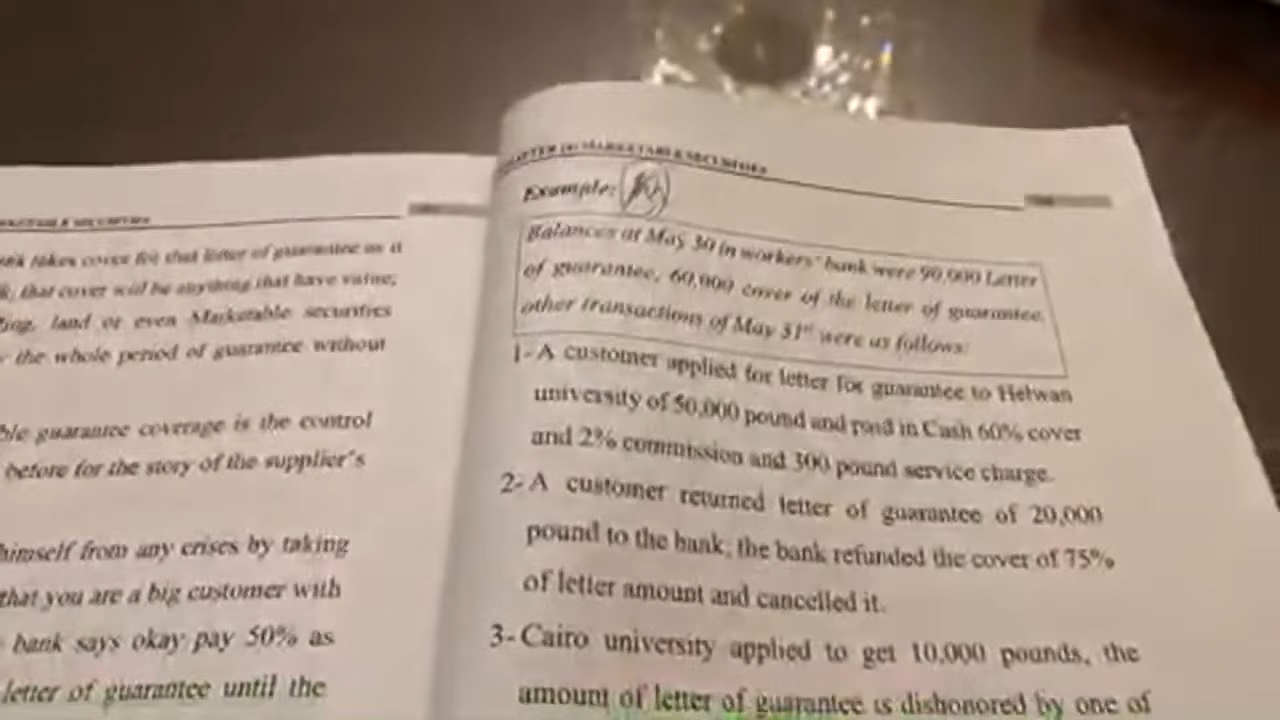 MARKETABLE SECURITIES
takes cover for that letter of guarantee as a
that cover will be anything that have value,
land or even Marketable securities
the whole period of guarantee without
guarantee coverage is the control
before for the story of the supplier's
himself from any crises by taking
that you are a big customer with
bank says okay pay 50% as
letter of guarantee until the
MARKETABLE SECURITIES
Example:
Balances at May 30 in workers' bank were 90,000 Letter
of guarantee, 60,000 cover of the letter of guarantee.
other transactions of May 31st were as follows:
1- A customer applied for letter for guarantee to Helwan
university of 50,000 pound and paid in Cash 60% cover
and 2% commission and 300 pound service charge.
2- A customer returned letter of guarantee of 20,000
pound to the bank, the bank refunded the cover of 75%
of letter amount and cancelled it.
3- Cairo university applied to get 10,000 pounds, the
amount of letter of guarantee is dishonored by one of